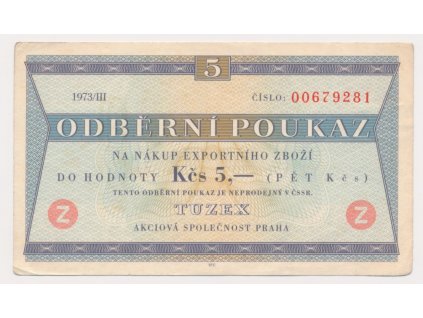 5
1973/III ČÍSLO: 00679281
ODBĚRNÍ POUKAZ
NA NÁKUP EXPORTNÍHO ZBOŽÍ
DO HODNOTY Kčs 5,— (PĚT Kčs)
TENTO ODBĚRNÍ POUKAZ JE NEPRODEJNÝ V ČSSR.
Z TUZEX Z
AKCIOVÁ SPOLEČNOST PRAHA